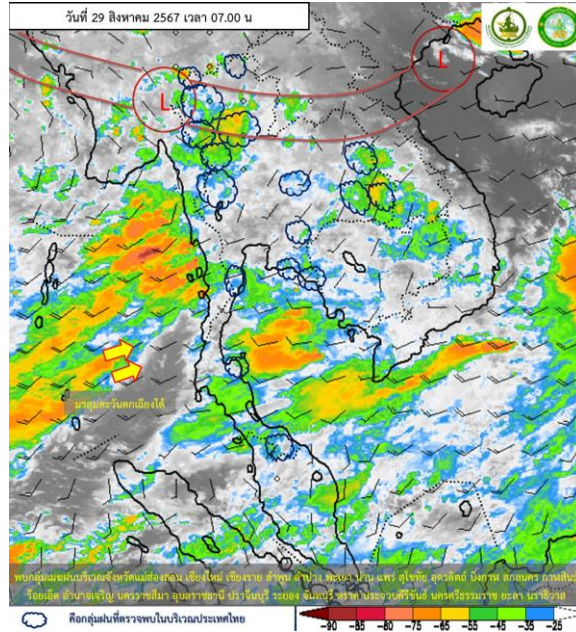 วันที่ 29 สิงหาคม 2567 เวลา 07.00 น
L
L
มรสุมตะวันตกเฉียงใต้
พบกลุ่มเมฆฝนบริเวณจังหวัดแม่ฮ่องสอน เชียงใหม่ เชียงราย ลำพูน ลำปาง พะเยา น่าน แพร่ สุโขทัย อุตรดิตถ์ บึงกาฬ สกลนคร กาฬสินธุ์
ร้อยเอ็ด อำนาจเจริญ นครราชสีมา อุบลราชธานี ปราจีนบุรี ระยอง จันทบุรี ตราด ประจวบคีรีขันธ์ นครศรีธรรมราช ยะลา นราธิวาส
คือกลุ่มฝนที่ตรวจพบในบริเวณประเทศไทย
-90 -85 -80 -75 -65 -55 -45 -35 -25